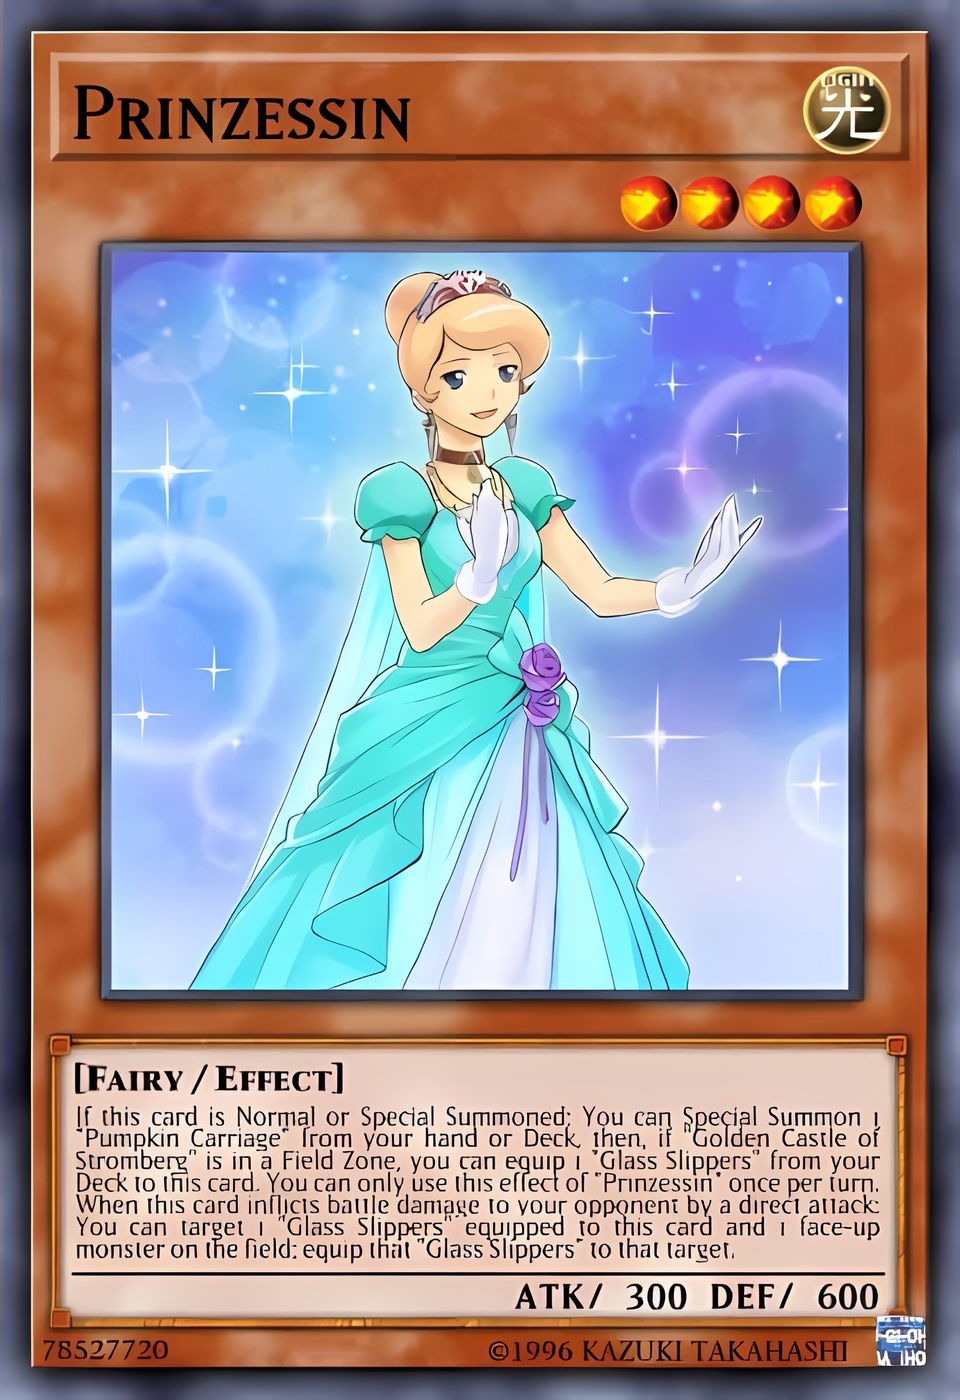 PRINZESSIN
光
[FAIRY / EFFECT]
If this card is Normal or Special Summoned: You can Special Summon 1
"Pumpkin Carriage" from your hand or Deck, then, if "Golden Castle of
Stromberg" is in a Field Zone, you can equip 1 "Glass Slippers" from your
Deck to this card. You can only use this effect of "Prinzessin" once per turn.
When this card inflicts battle damage to your opponent by a direct attack:
You can target 1 "Glass Slippers" equipped to this card and 1 face-up
monster on the field; equip that "Glass Slippers" to that target.
ATK/ 300 DEF/ 600
78527720 ©1996 KAZUKI TAKAHASHI